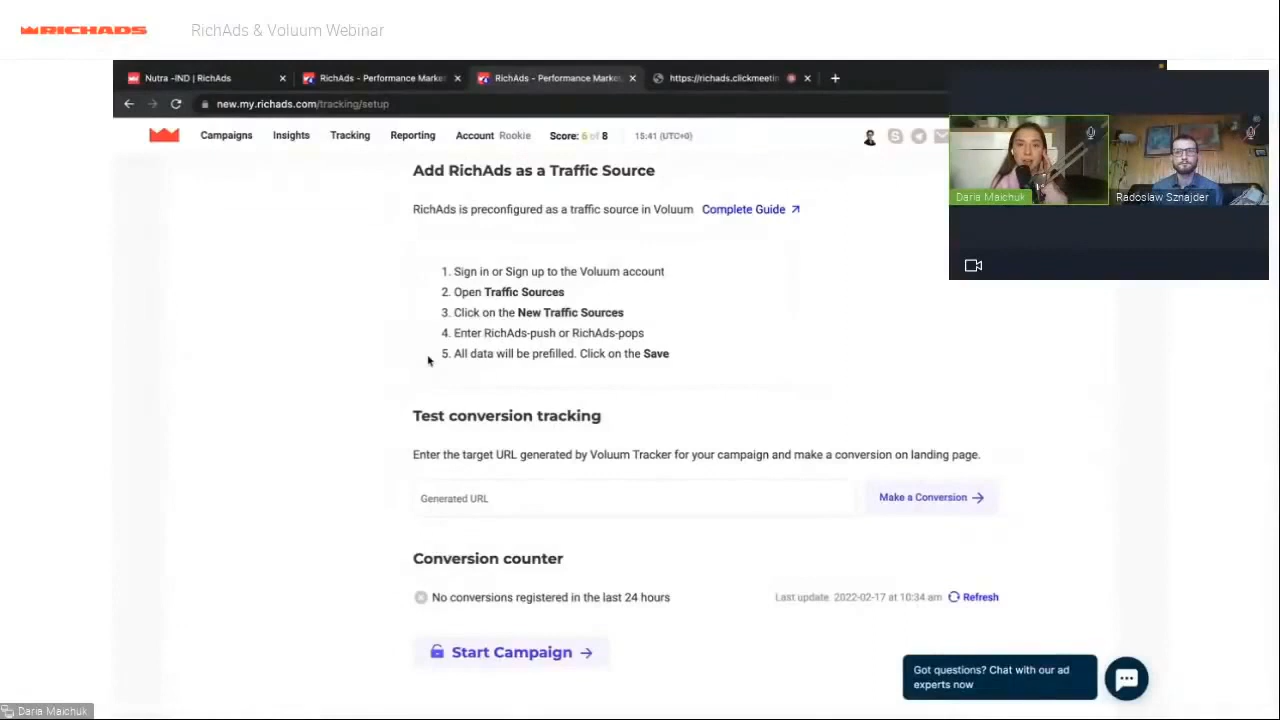 RICHADS
RichAds & Voluum Webinar
Nutra -IND | RichAds
RichAds - Performance Market
RichAds - Performance Market
https://richads.clickmeetin
new.my.richads.com/tracking/setup
Campaigns
Insights
Tracking
Reporting
Account Rookie
Score: 6 of 8
15:41 (UTC+0)
Daria Maichuk
Radoslaw Sznajder
Add RichAds as a Traffic Source
RichAds is preconfigured as a traffic source in Voluum Complete Guide
1. Sign in or Sign up to the Voluum account
2. Open Traffic Sources
3. Click on the New Traffic Sources
4. Enter RichAds-push or RichAds-pops
5. All data will be prefilled. Click on the Save
Test conversion tracking
Enter the target URL generated by Voluum Tracker for your campaign and make a conversion on landing page.
Generated URL
Make a Conversion
Conversion counter
No conversions registered in the last 24 hours
Last update 2022-02-17 at 10:34 am
Refresh
Start Campaign
Got questions? Chat with our ad
experts now
Daria Maichuk